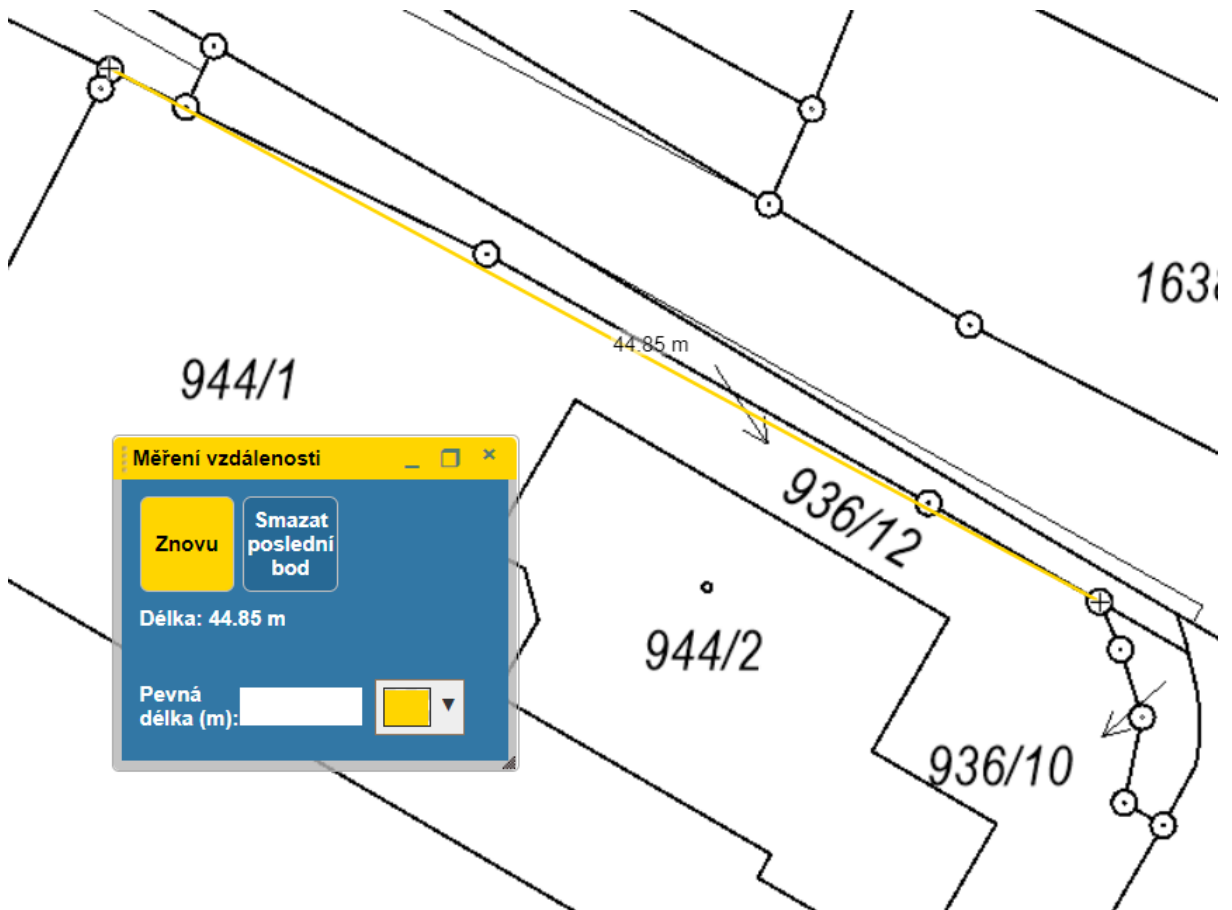 1638
44.85 m
944/1
Měření vzdálenosti
936/12
Znovu
Smazat
poslední
bod
Délka: 44.85 m
944/2
Pevná
délka (m):
936/10